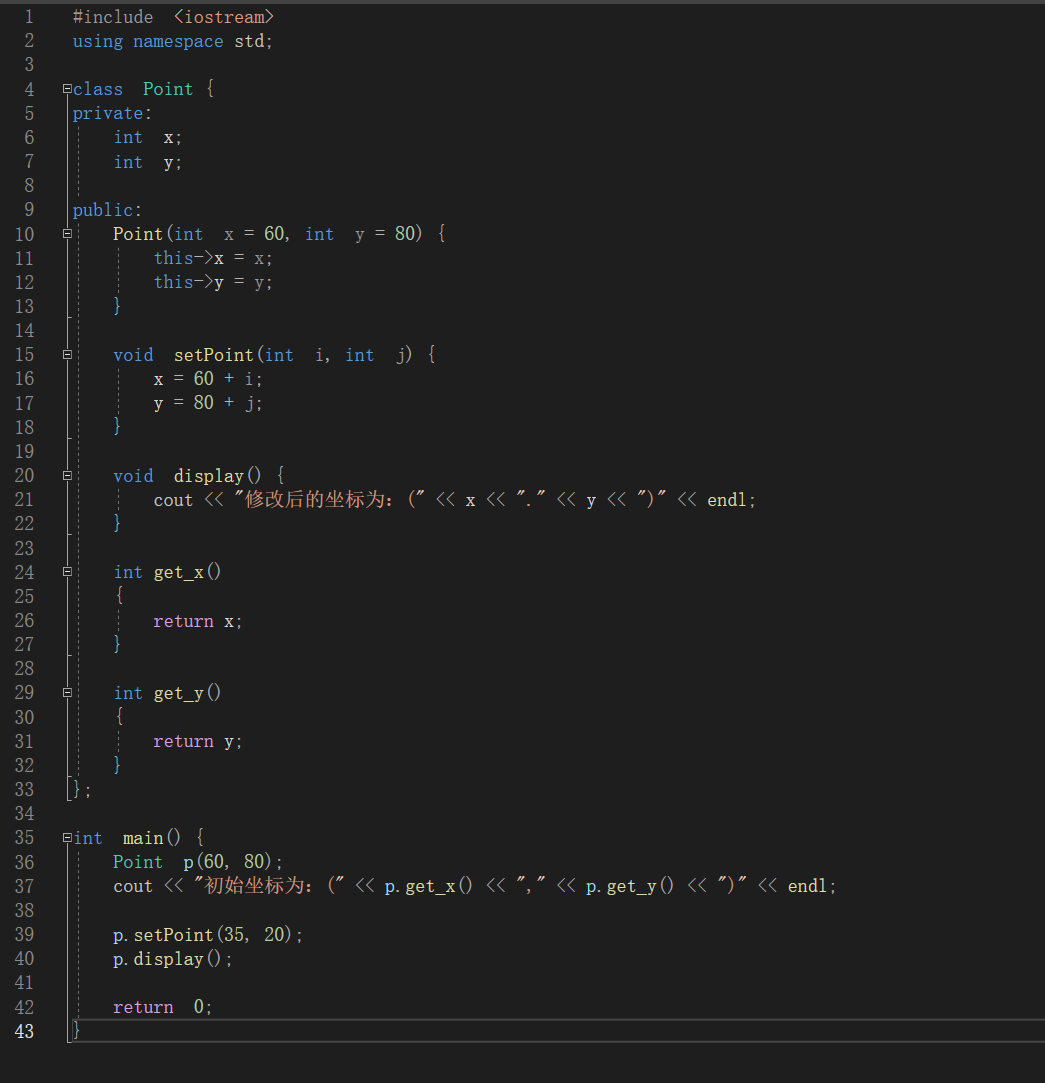 1 #include <iostream>
2 using namespace std;
3
4 class Point {
5 private:
6 int x;
7 int y;
8
9 public:
10 Point(int x = 60, int y = 80) {
11 this->x = x;
12 this->y = y;
13 }
14
15 void setPoint(int i, int j) {
16 x = 60 + i;
17 y = 80 + j;
18 }
19
20 void display() {
21 cout << "修改后的坐标为：(" << x << "." << y << ")" << endl;
22 }
23
24 int get_x()
25 {
26 return x;
27 }
28
29 int get_y()
30 {
31 return y;
32 }
33 };
34
35 int main() {
36 Point p(60, 80);
37 cout << "初始坐标为：(" << p.get_x() << "," << p.get_y() << ")" << endl;
38
39 p.setPoint(35, 20);
40 p.display();
41
42 return 0;
43 }